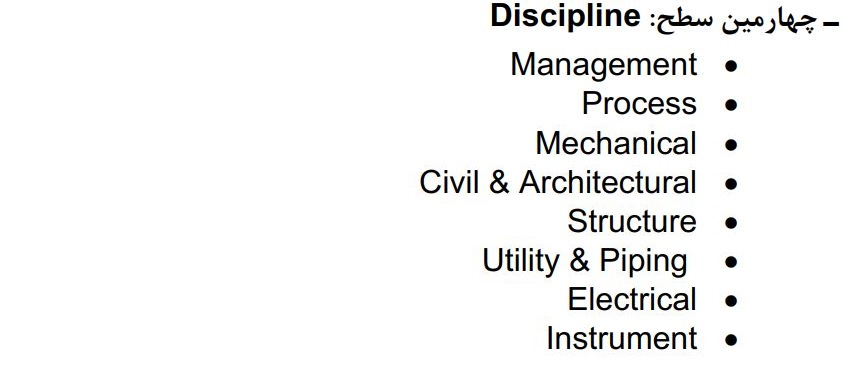 ـ چهارمین سطح: Discipline
• Management
• Process
• Mechanical
• Civil & Architectural
• Structure
• Utility & Piping
• Electrical
• Instrument